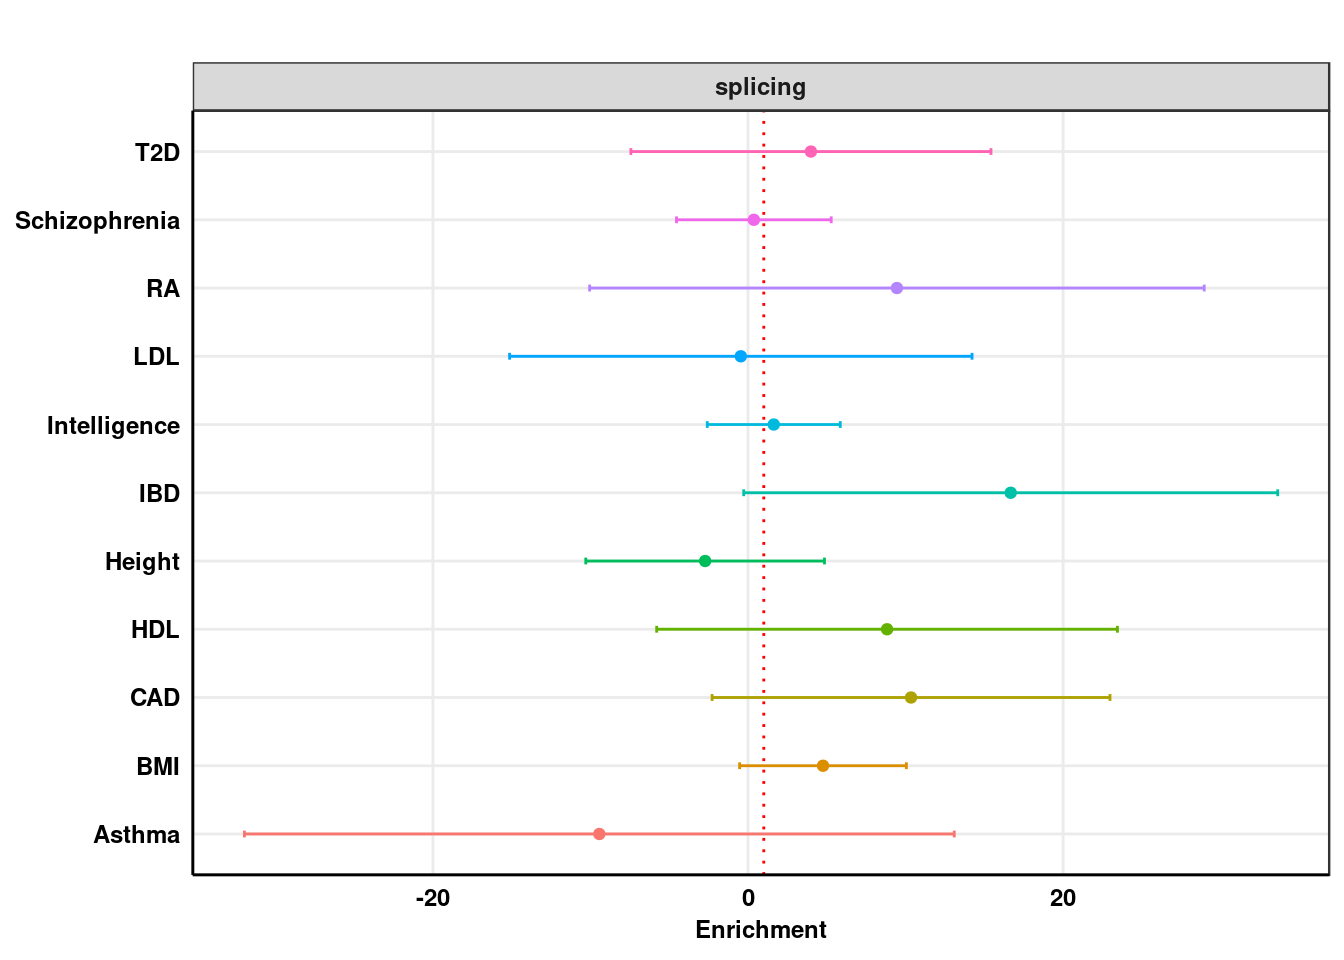 splicing
T2D
Schizophrenia
RA
LDL
Intelligence
IBD
Height
HDL
CAD
BMI
Asthma
-20 0 20
Enrichment